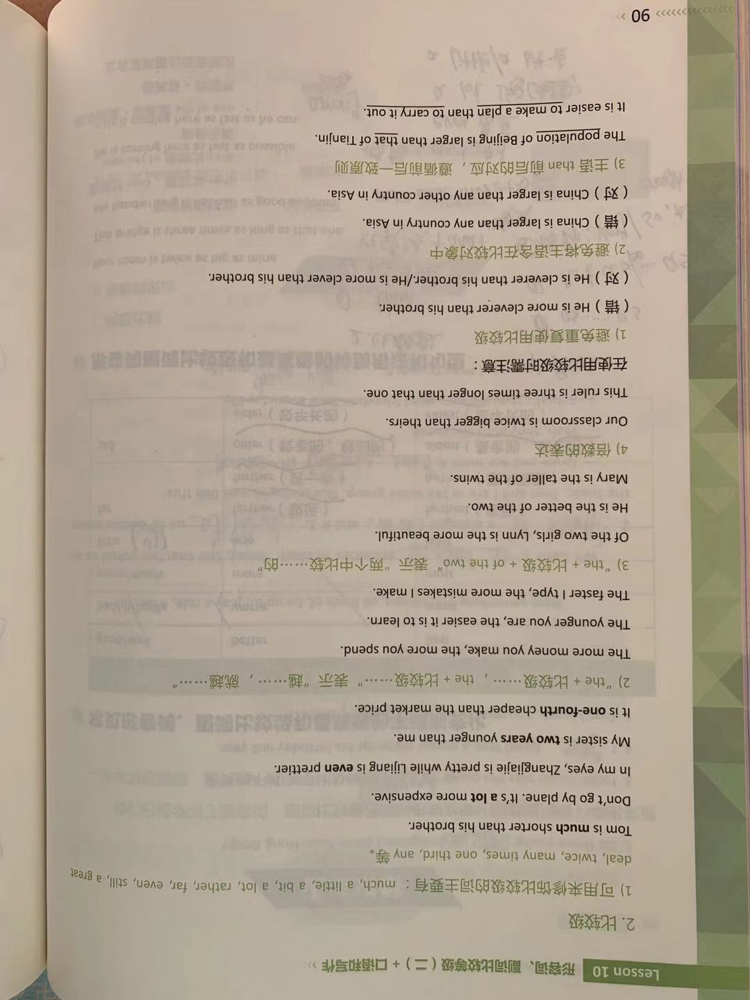 Lesson 10 形容词、副词比较等级（二）+ 口语和写作
2. 比较级
1) 可用来修饰比较级的词主要有：much, a little, a bit, a lot, rather, far, even, still, a great
deal, twice, many times, one third, any 等。
Tom is much shorter than his brother.
Don't go by plane. It's a lot more expensive.
In my eyes, Zhangjiajie is pretty while Lijiang is even prettier.
My sister is two years younger than me.
It is one-fourth cheaper than the market price.
2) "the + 比较级……，the + 比较级……" 表示 "越……，就越……"
The more money you make, the more you spend.
The younger you are, the easier it is to learn.
The faster I type, the more mistakes I make.
3) "the + 比较级 + of the two" 表示 "两个中比较……的"
Of the two girls, Lynn is the more beautiful.
He is the better of the two.
Mary is the taller of the twins.
4) 倍数的表达
Our classroom is twice bigger than theirs.
This ruler is three times longer than that one.
在使用比较级时需注意：
1) 避免重复使用比较级
（错）He is more cleverer than his brother.
（对）He is cleverer than his brother./He is more clever than his brother.
2) 避免将主语含在比较对象中
（错）China is larger than any country in Asia.
（对）China is larger than any other country in Asia.
3) 主语 than 前后的对应，遵循前后一致原则
The population of Beijing is larger than that of Tianjin.
It is easier to make a plan than to carry it out.
90